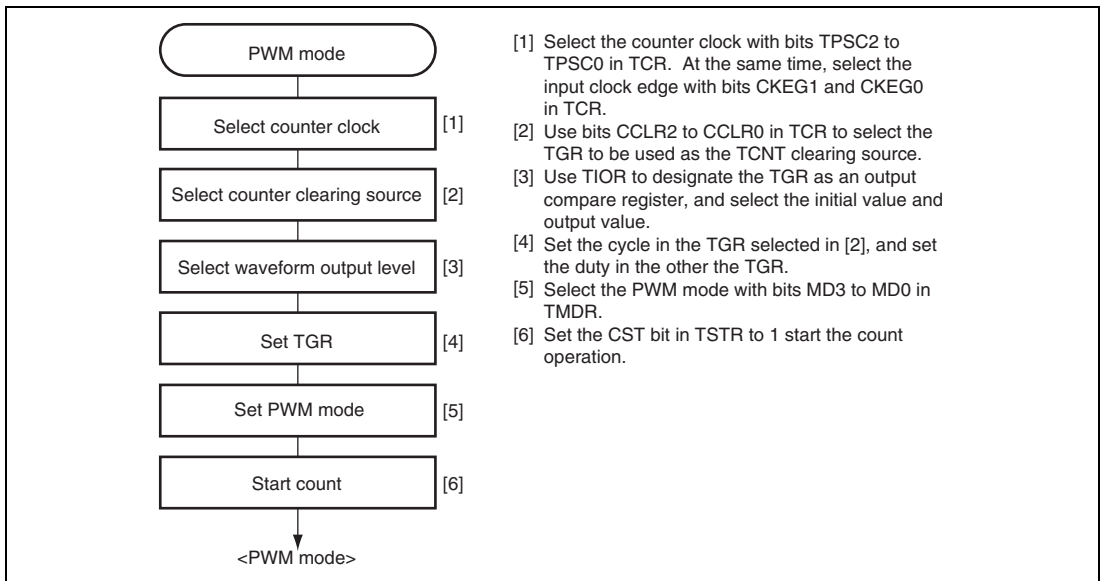 PWM mode
Select counter clock
[1]
Select counter clearing source
[2]
Select waveform output level
[3]
Set TGR
[4]
Set PWM mode
[5]
Start count
[6]
<PWM mode>
[1] Select the counter clock with bits TPSC2 to
TPSC0 in TCR. At the same time, select the
input clock edge with bits CKEG1 and CKEG0
in TCR.
[2] Use bits CCLR2 to CCLR0 in TCR to select the
TGR to be used as the TCNT clearing source.
[3] Use TIOR to designate the TGR as an output
compare register, and select the initial value and
output value.
[4] Set the cycle in the TGR selected in [2], and set
the duty in the other the TGR.
[5] Select the PWM mode with bits MD3 to MD0 in
TMDR.
[6] Set the CST bit in TSTR to 1 start the count
operation.